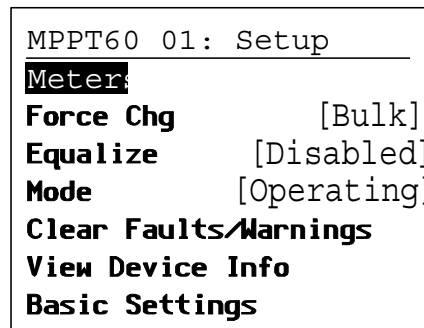 MPPT60 01: Setup
Meters
Force Chg [Bulk]
Equalize [Disabled]
Mode [Operating]
Clear Faults/Warnings
View Device Info
Basic Settings